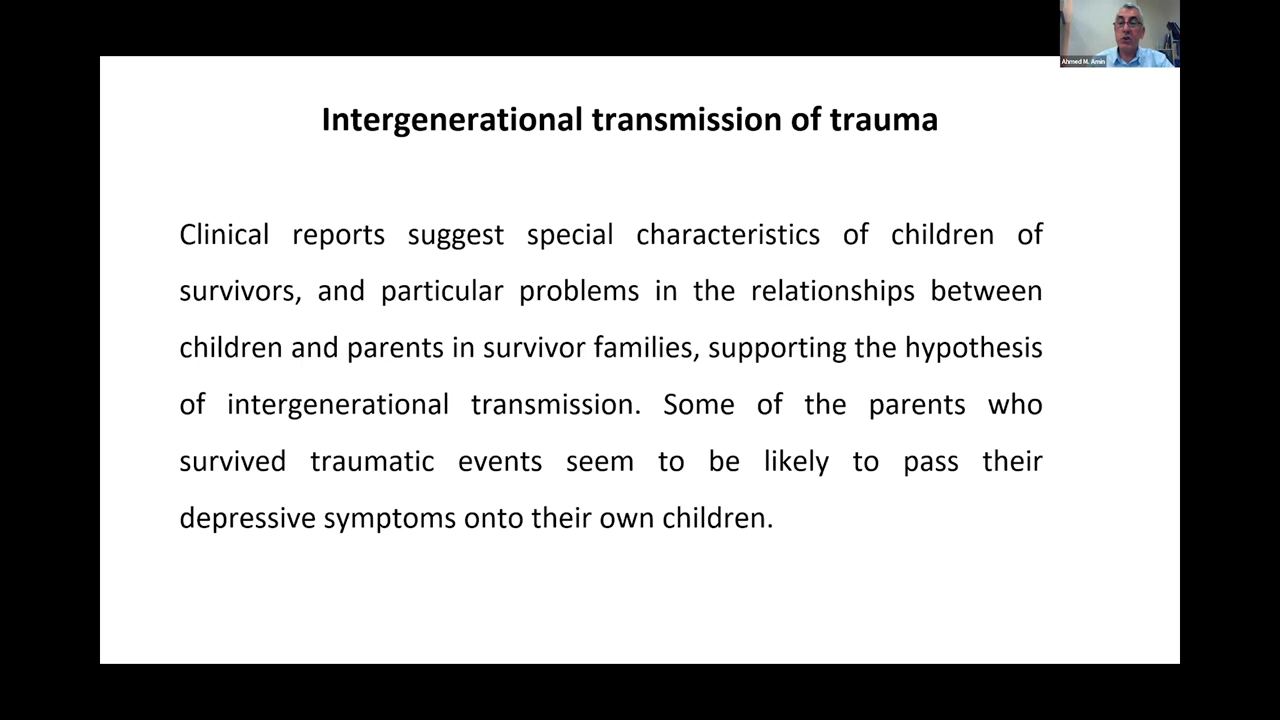 Ahmed M. Amin
Intergenerational transmission of trauma
Clinical reports suggest special characteristics of children of
survivors, and particular problems in the relationships between
children and parents in survivor families, supporting the hypothesis
of intergenerational transmission. Some of the parents who
survived traumatic events seem to be likely to pass their
depressive symptoms onto their own children.